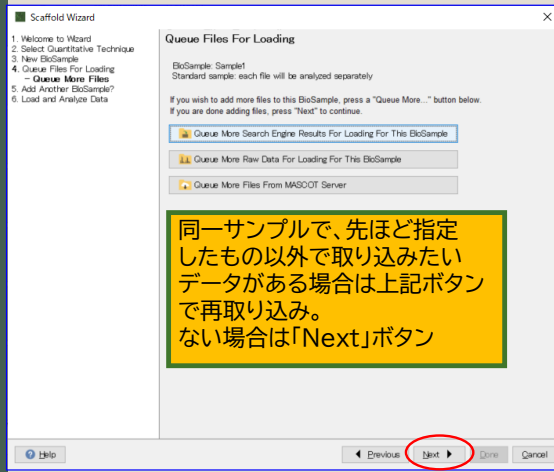 Scaffold Wizard
1. Welcome to Wizard
2. Select Quantitative Technique
3. New BioSample
4. Queue Files For Loading
– Queue More Files
5. Add Another BioSample?
6. Load and Analyze Data
Queue Files For Loading
BioSample: Sample1
Standard sample: each file will be analyzed separately
If you wish to add more files to this BioSample, press a "Queue More..." button below.
If you are done adding files, press "Next" to continue.
Queue More Search Engine Results For Loading For This BioSample
Queue More Raw Data For Loading For This BioSample
Queue More Files From MASCOT Server
同一サンプルで、先ほど指定
したもの以外で取り込みたい
データがある場合は上記ボタン
で再取り込み。
ない場合は「Next」ボタン
Help
Previous
Next
Done
Cancel